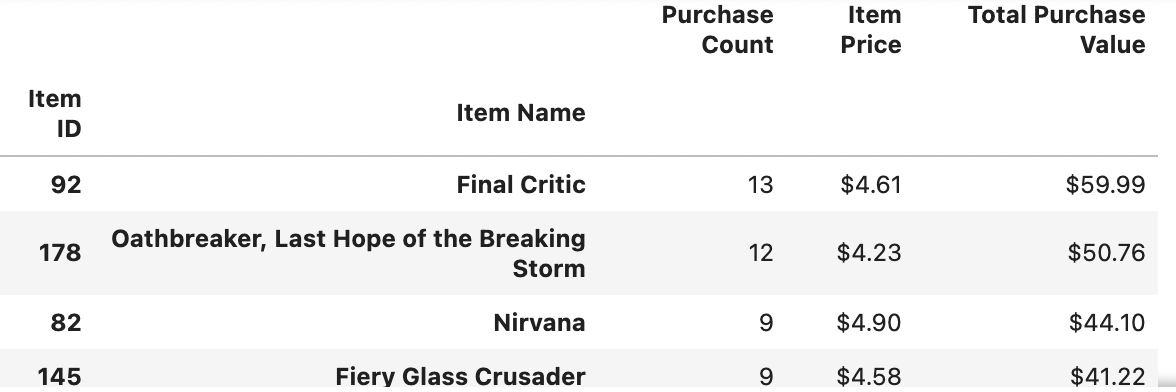 Purchase Count Item Price Total Purchase Value
Item ID Item Name
92 Final Critic 13 $4.61 $59.99
178 Oathbreaker, Last Hope of the Breaking Storm 12 $4.23 $50.76
82 Nirvana 9 $4.90 $44.10
145 Fiery Glass Crusader 9 $4.58 $41.22